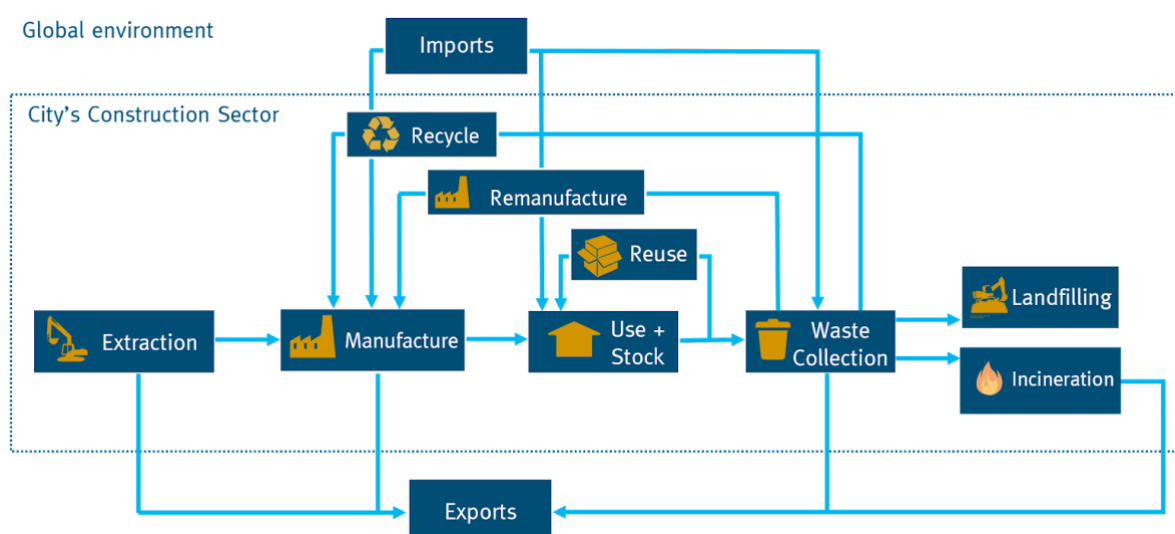 Global environment
Imports
City's Construction Sector
Recycle
Remanufacture
Reuse
Extraction
Manufacture
Use +
Stock
Waste
Collection
Landfilling
Incineration
Exports